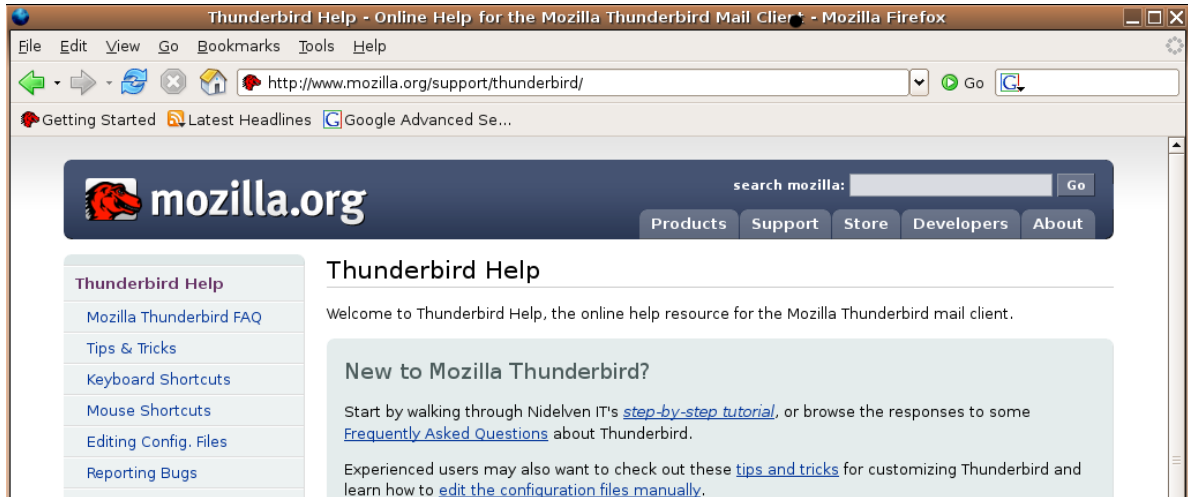 Thunderbird Help - Online Help for the Mozilla Thunderbird Mail Client - Mozilla Firefox
File Edit View Go Bookmarks Tools Help
http://www.mozilla.org/support/thunderbird/ Go G
Getting Started Latest Headlines G Google Advanced Se...
mozilla.org
search mozilla: Go
Products Support Store Developers About
Thunderbird Help
Mozilla Thunderbird FAQ
Tips & Tricks
Keyboard Shortcuts
Mouse Shortcuts
Editing Config. Files
Reporting Bugs
Thunderbird Help
Welcome to Thunderbird Help, the online help resource for the Mozilla Thunderbird mail client.
New to Mozilla Thunderbird?
Start by walking through Nidelven IT's step-by-step tutorial, or browse the responses to some
Frequently Asked Questions about Thunderbird.
Experienced users may also want to check out these tips and tricks for customizing Thunderbird and
learn how to edit the configuration files manually.